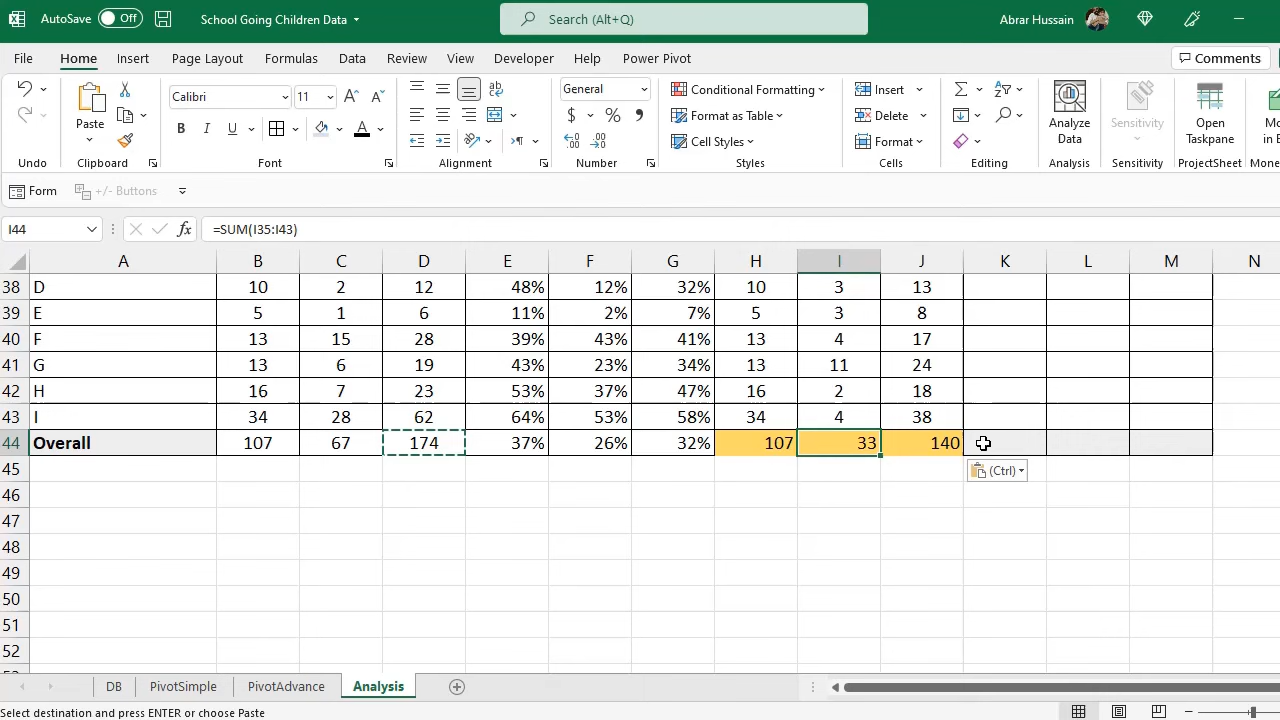 AutoSave Off School Going Children Data Search (Alt+Q) Abrar Hussain
File Home Insert Page Layout Formulas Data Review View Developer Help Power Pivot Comments
Calibri 11 General Conditional Formatting Insert
Paste Format as Table Delete Analyze Data Sensitivity Open Taskpane
Cell Styles Format
Undo Clipboard Font Alignment Number Styles Cells Editing Analysis Sensitivity ProjectSheet
Form +/- Buttons
I44 fx =SUM(I35:I43)
A B C D E F G H I J K L M N
38 D 10 2 12 48% 12% 32% 10 3 13
39 E 5 1 6 11% 2% 7% 5 3 8
40 F 13 15 28 39% 43% 41% 13 4 17
41 G 13 6 19 43% 23% 34% 13 11 24
42 H 16 7 23 53% 37% 47% 16 2 18
43 I 34 28 62 64% 53% 58% 34 4 38
44 Overall 107 67 174 37% 26% 32% 107 33 140
45 (Ctrl)
46
47
48
49
50
51
52
DB PivotSimple PivotAdvance Analysis
Select destination and press ENTER or choose Paste